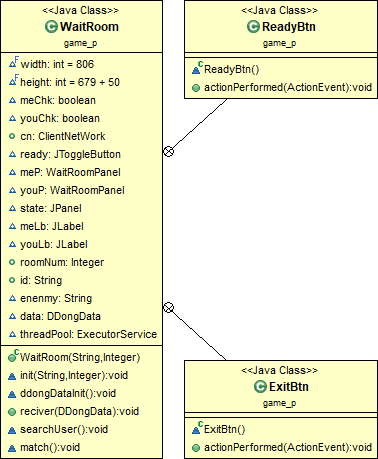 <<Java Class>>
WaitRoom
game_p
width: int = 806
height: int = 679 + 50
meChk: boolean
youChk: boolean
cn: ClientNetWork
ready: JToggleButton
meP: WaitRoomPanel
youP: WaitRoomPanel
state: JPanel
meLb: JLabel
youLb: JLabel
roomNum: Integer
id: String
enenmy: String
data: DDongData
threadPool: ExecutorService
WaitRoom(String,Integer)
init(String,Integer):void
ddongDataInit():void
reciver(DDongData):void
searchUser():void
match():void
<<Java Class>>
ReadyBtn
game_p
ReadyBtn()
actionPerformed(ActionEvent):void
<<Java Class>>
ExitBtn
game_p
ExitBtn()
actionPerformed(ActionEvent):void